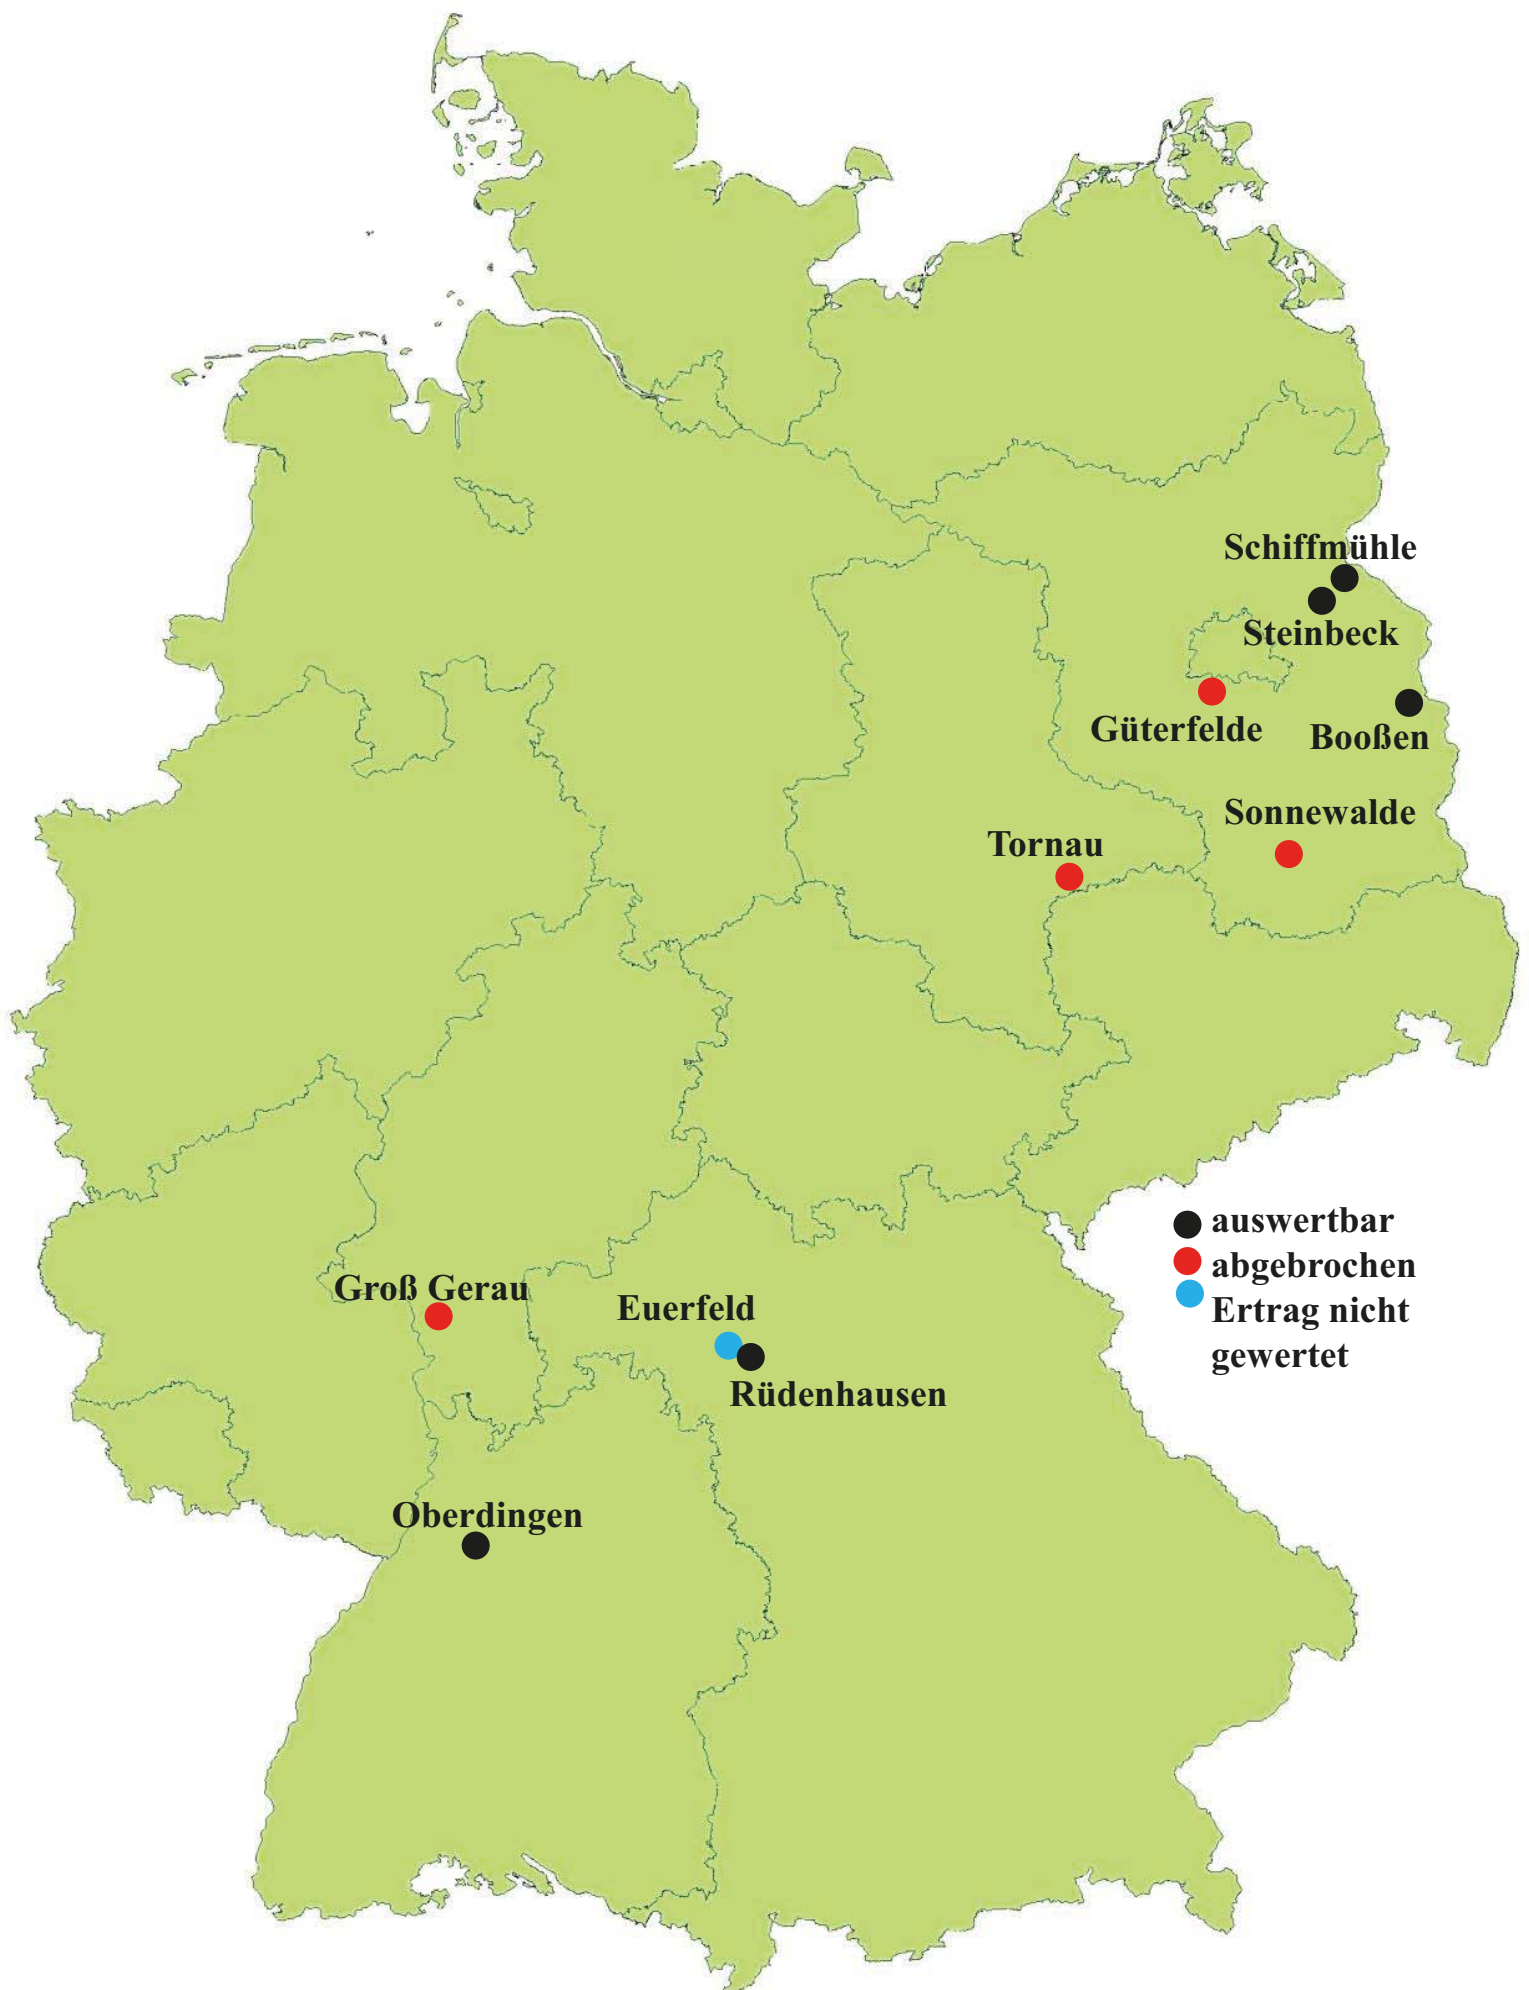 Schiffmühle
Steinbeck
Güterfelde
Booßen
Sonnewalde
Tornau
auswertbar
abgebrochen
Ertrag nicht
gewertet
Groß Gerau
Euerfeld
Rüdenhausen
Oberdingen